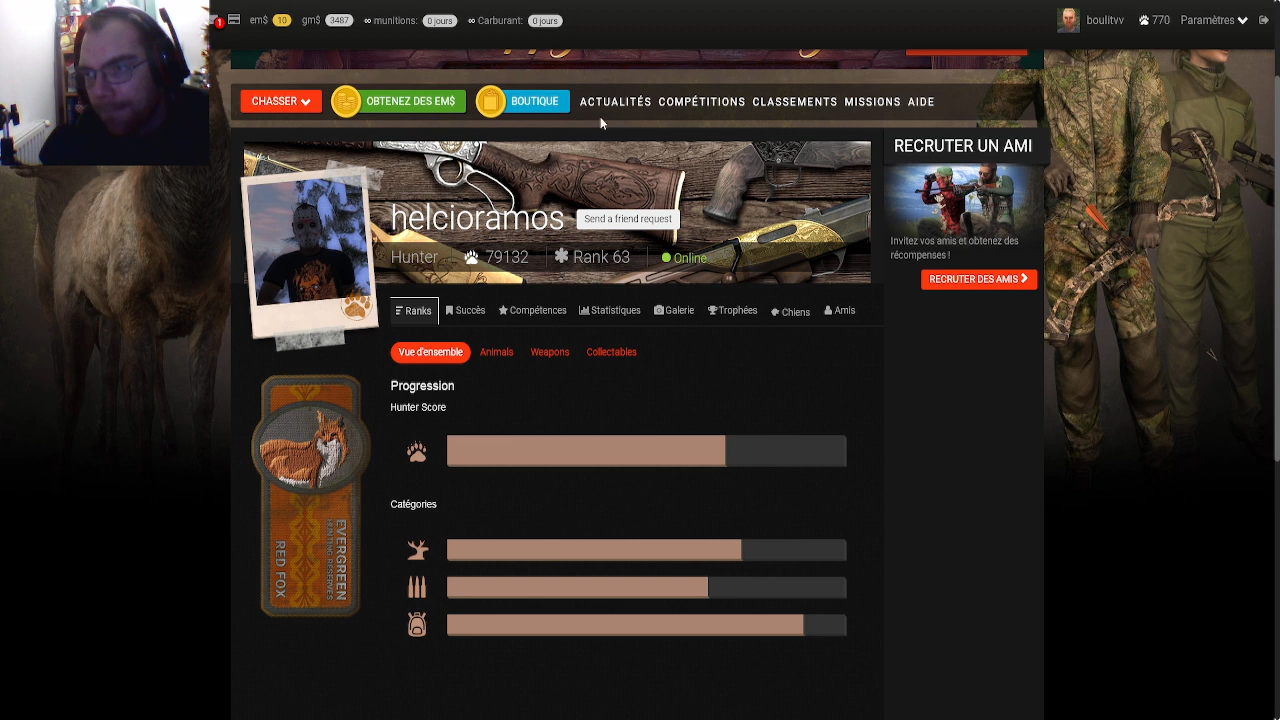 1 em$ 10 gm$ 3487 ∞ munitions: 0 jours ∞ Carburant: 0 jours boulitvv 770 Paramètres
CHASSER OBTENEZ DES EM$ BOUTIQUE ACTUALITÉS COMPÉTITIONS CLASSEMENTS MISSIONS AIDE
RECRUTER UN AMI
helcioramos Send a friend request
Hunter 79132 Rank 63 Online
Invitez vos amis et obtenez des
récompenses !
RECRUTER DES AMIS
Ranks Succès Compétences Statistiques Galerie Trophées Chiens Amis
Vue d'ensemble Animals Weapons Collectables
Progression
Hunter Score
Catégories
EVERGREEN
HUNTING RESERVES
RED FOX